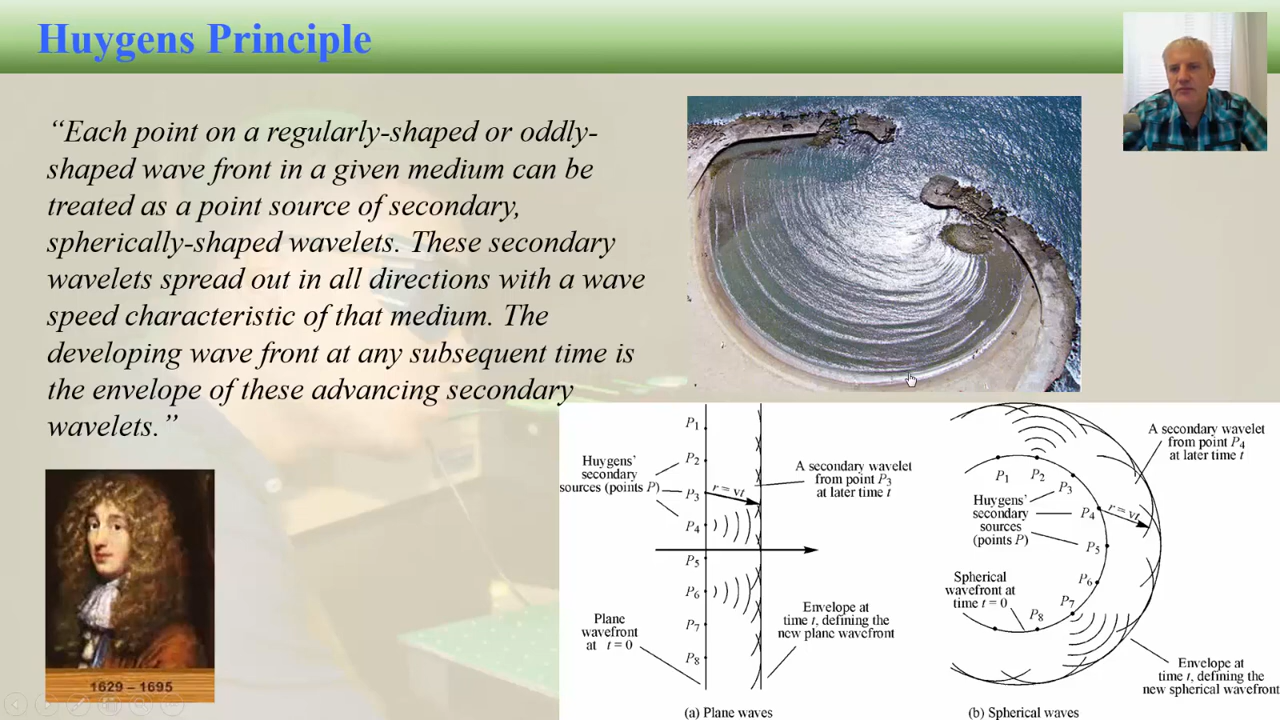 Huygens Principle
“Each point on a regularly-shaped or oddly-
shaped wave front in a given medium can be
treated as a point source of secondary,
spherically-shaped wavelets. These secondary
wavelets spread out in all directions with a wave
speed characteristic of that medium. The
developing wave front at any subsequent time is
the envelope of these advancing secondary
wavelets.”
1629 – 1695
P1
P2
Huygens’
secondary
sources (points P)
P3
P4
P5
P6
P7
P8
r = vt
A secondary wavelet
from point P3
at later time t
Plane
wavefront
at t = 0
Envelope at
time t, defining the
new plane wavefront
(a) Plane waves
A secondary wavelet
from point P4
at later time t
P1
P2
P3
Huygens’
secondary
sources
(points P)
P4
r = vt
P5
P6
P7
P8
Spherical
wavefront at
time t = 0
Envelope at
time t, defining the
new spherical wavefront
(b) Spherical waves